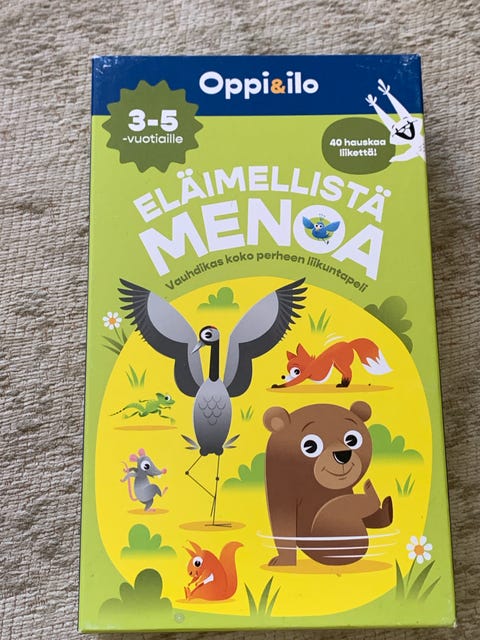 Oppi&ilo
3-5
-vuotiaille
40 hauskaa
liikettä!
ELÄIMELLISTÄ
MENOA
Vauhdikas koko perheen liikuntapeli